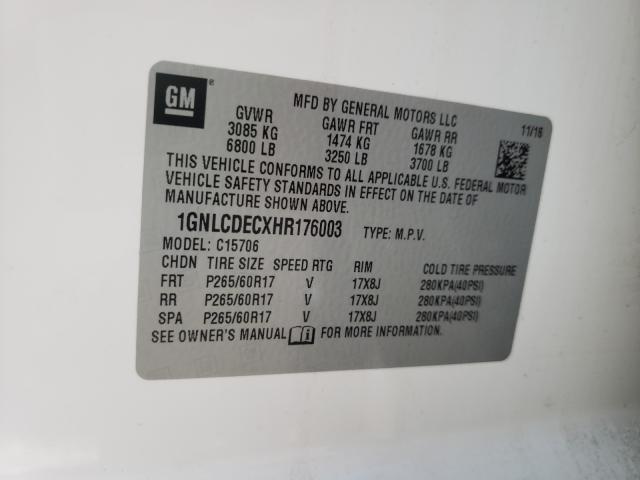 GM
MFD BY GENERAL MOTORS LLC 11/16
GVWR GAWR FRT GAWR RR
3085 KG 1474 KG 1678 KG
6800 LB 3250 LB 3700 LB
THIS VEHICLE CONFORMS TO ALL APPLICABLE U.S. FEDERAL MOTOR
VEHICLE SAFETY STANDARDS IN EFFECT ON THE DATE OF
MANUFACTURE SHOWN ABOVE.
1GNLCDECXHR176003 TYPE: M.P.V.
MODEL: C15706
CHDN TIRE SIZE SPEED RTG RIM COLD TIRE PRESSURE
FRT P265/60R17 V 17X8J 280KPA(40PSI)
RR P265/60R17 V 17X8J 280KPA(40PSI)
SPA P265/60R17 V 17X8J 280KPA(40PSI)
SEE OWNER'S MANUAL FOR MORE INFORMATION.